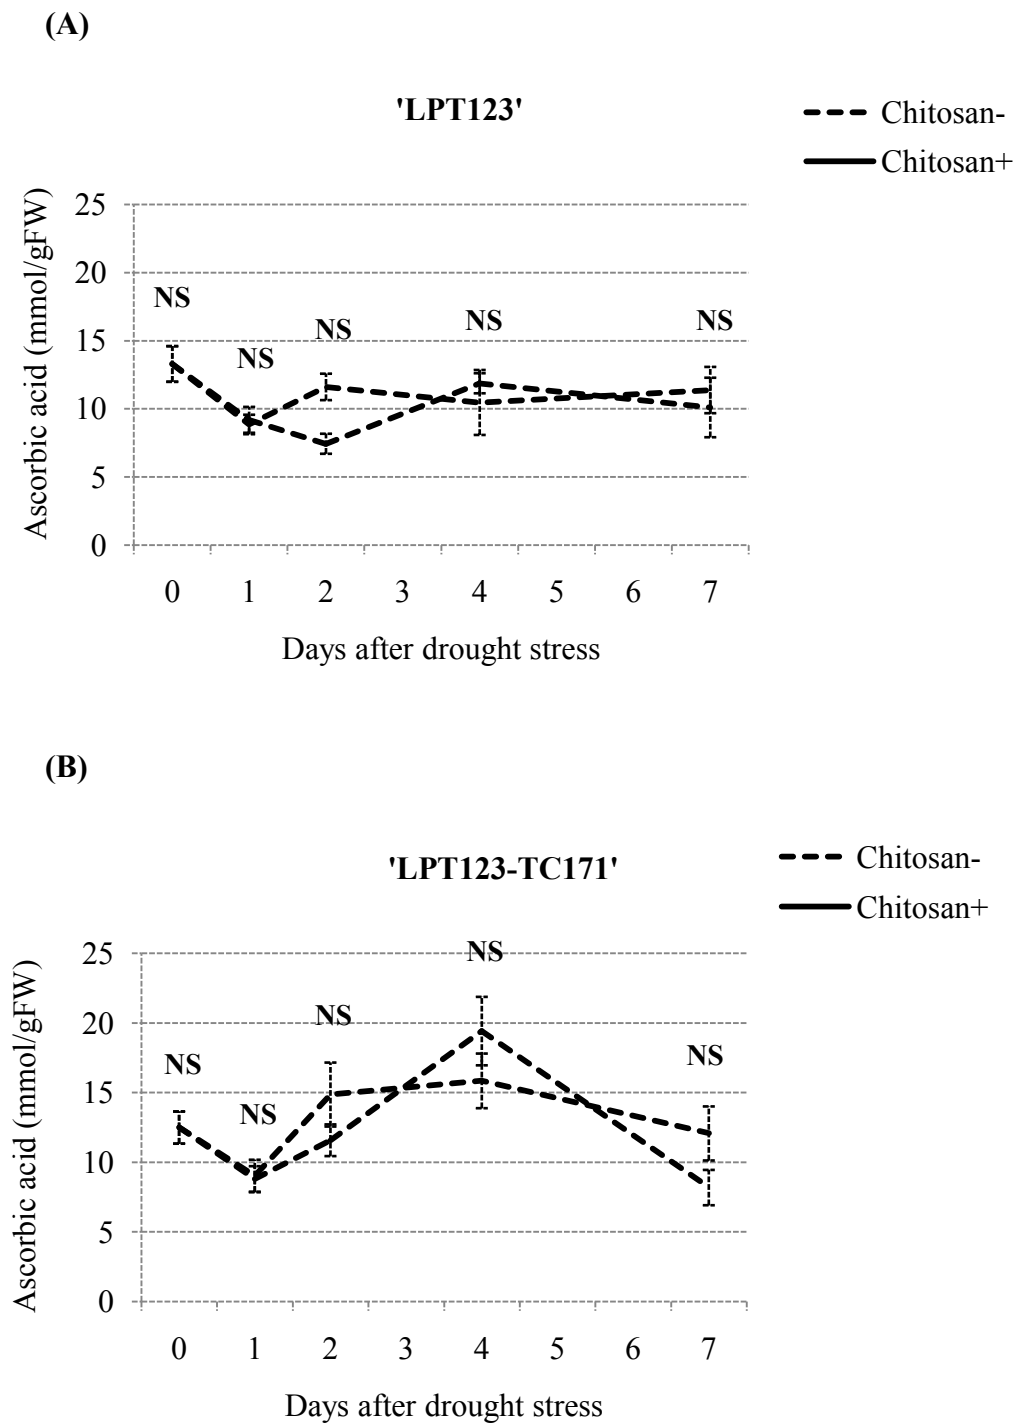 (A)
'LPT123'
Chitosan-
Chitosan+
Ascorbic acid (mmol/gFW)
25
20
15
10
5
0
NS
NS
NS
NS
NS
0 1 2 3 4 5 6 7
Days after drought stress
(B)
'LPT123-TC171'
Chitosan-
Chitosan+
Ascorbic acid (mmol/gFW)
25
20
15
10
5
0
NS
NS
NS
NS
NS
0 1 2 3 4 5 6 7
Days after drought stress